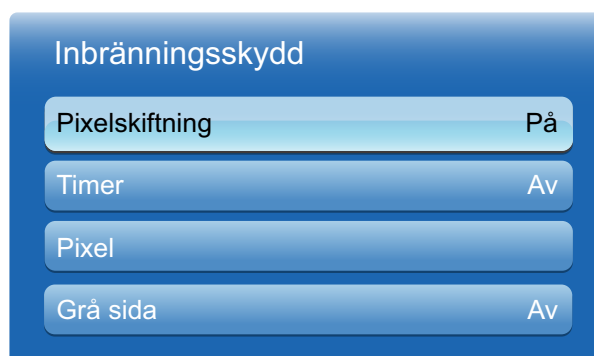 Inbränningsskydd
Pixelskiftning På
Timer Av
Pixel
Grå sida Av